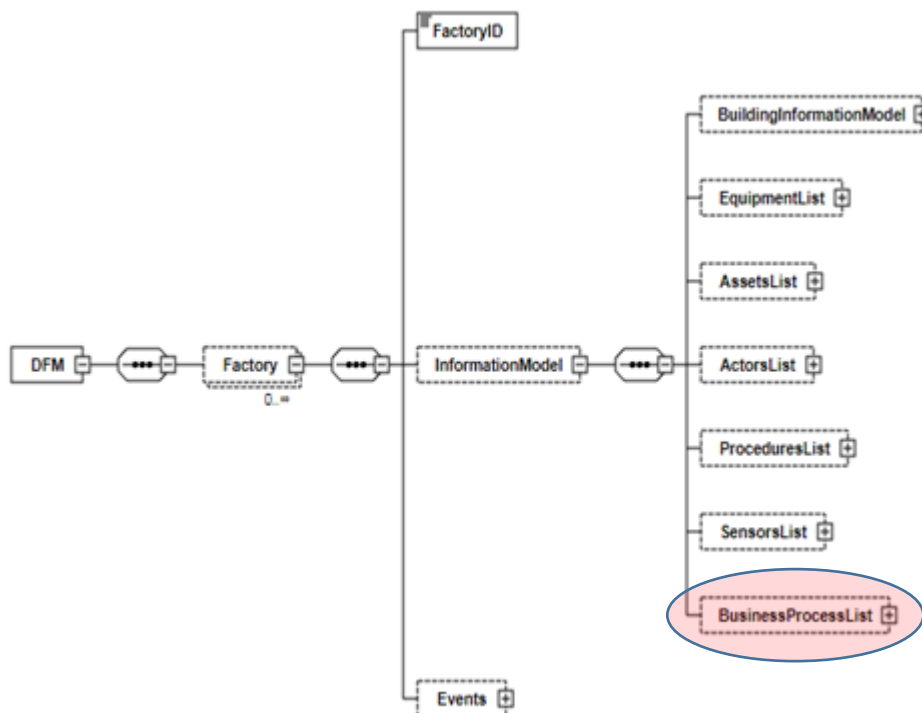 FactoryID
BuildingInformationModel
EquipmentList
AssetsList
DFM
Factory
0..∞
InformationModel
ActorsList
ProceduresList
SensorsList
BusinessProcessList
Events